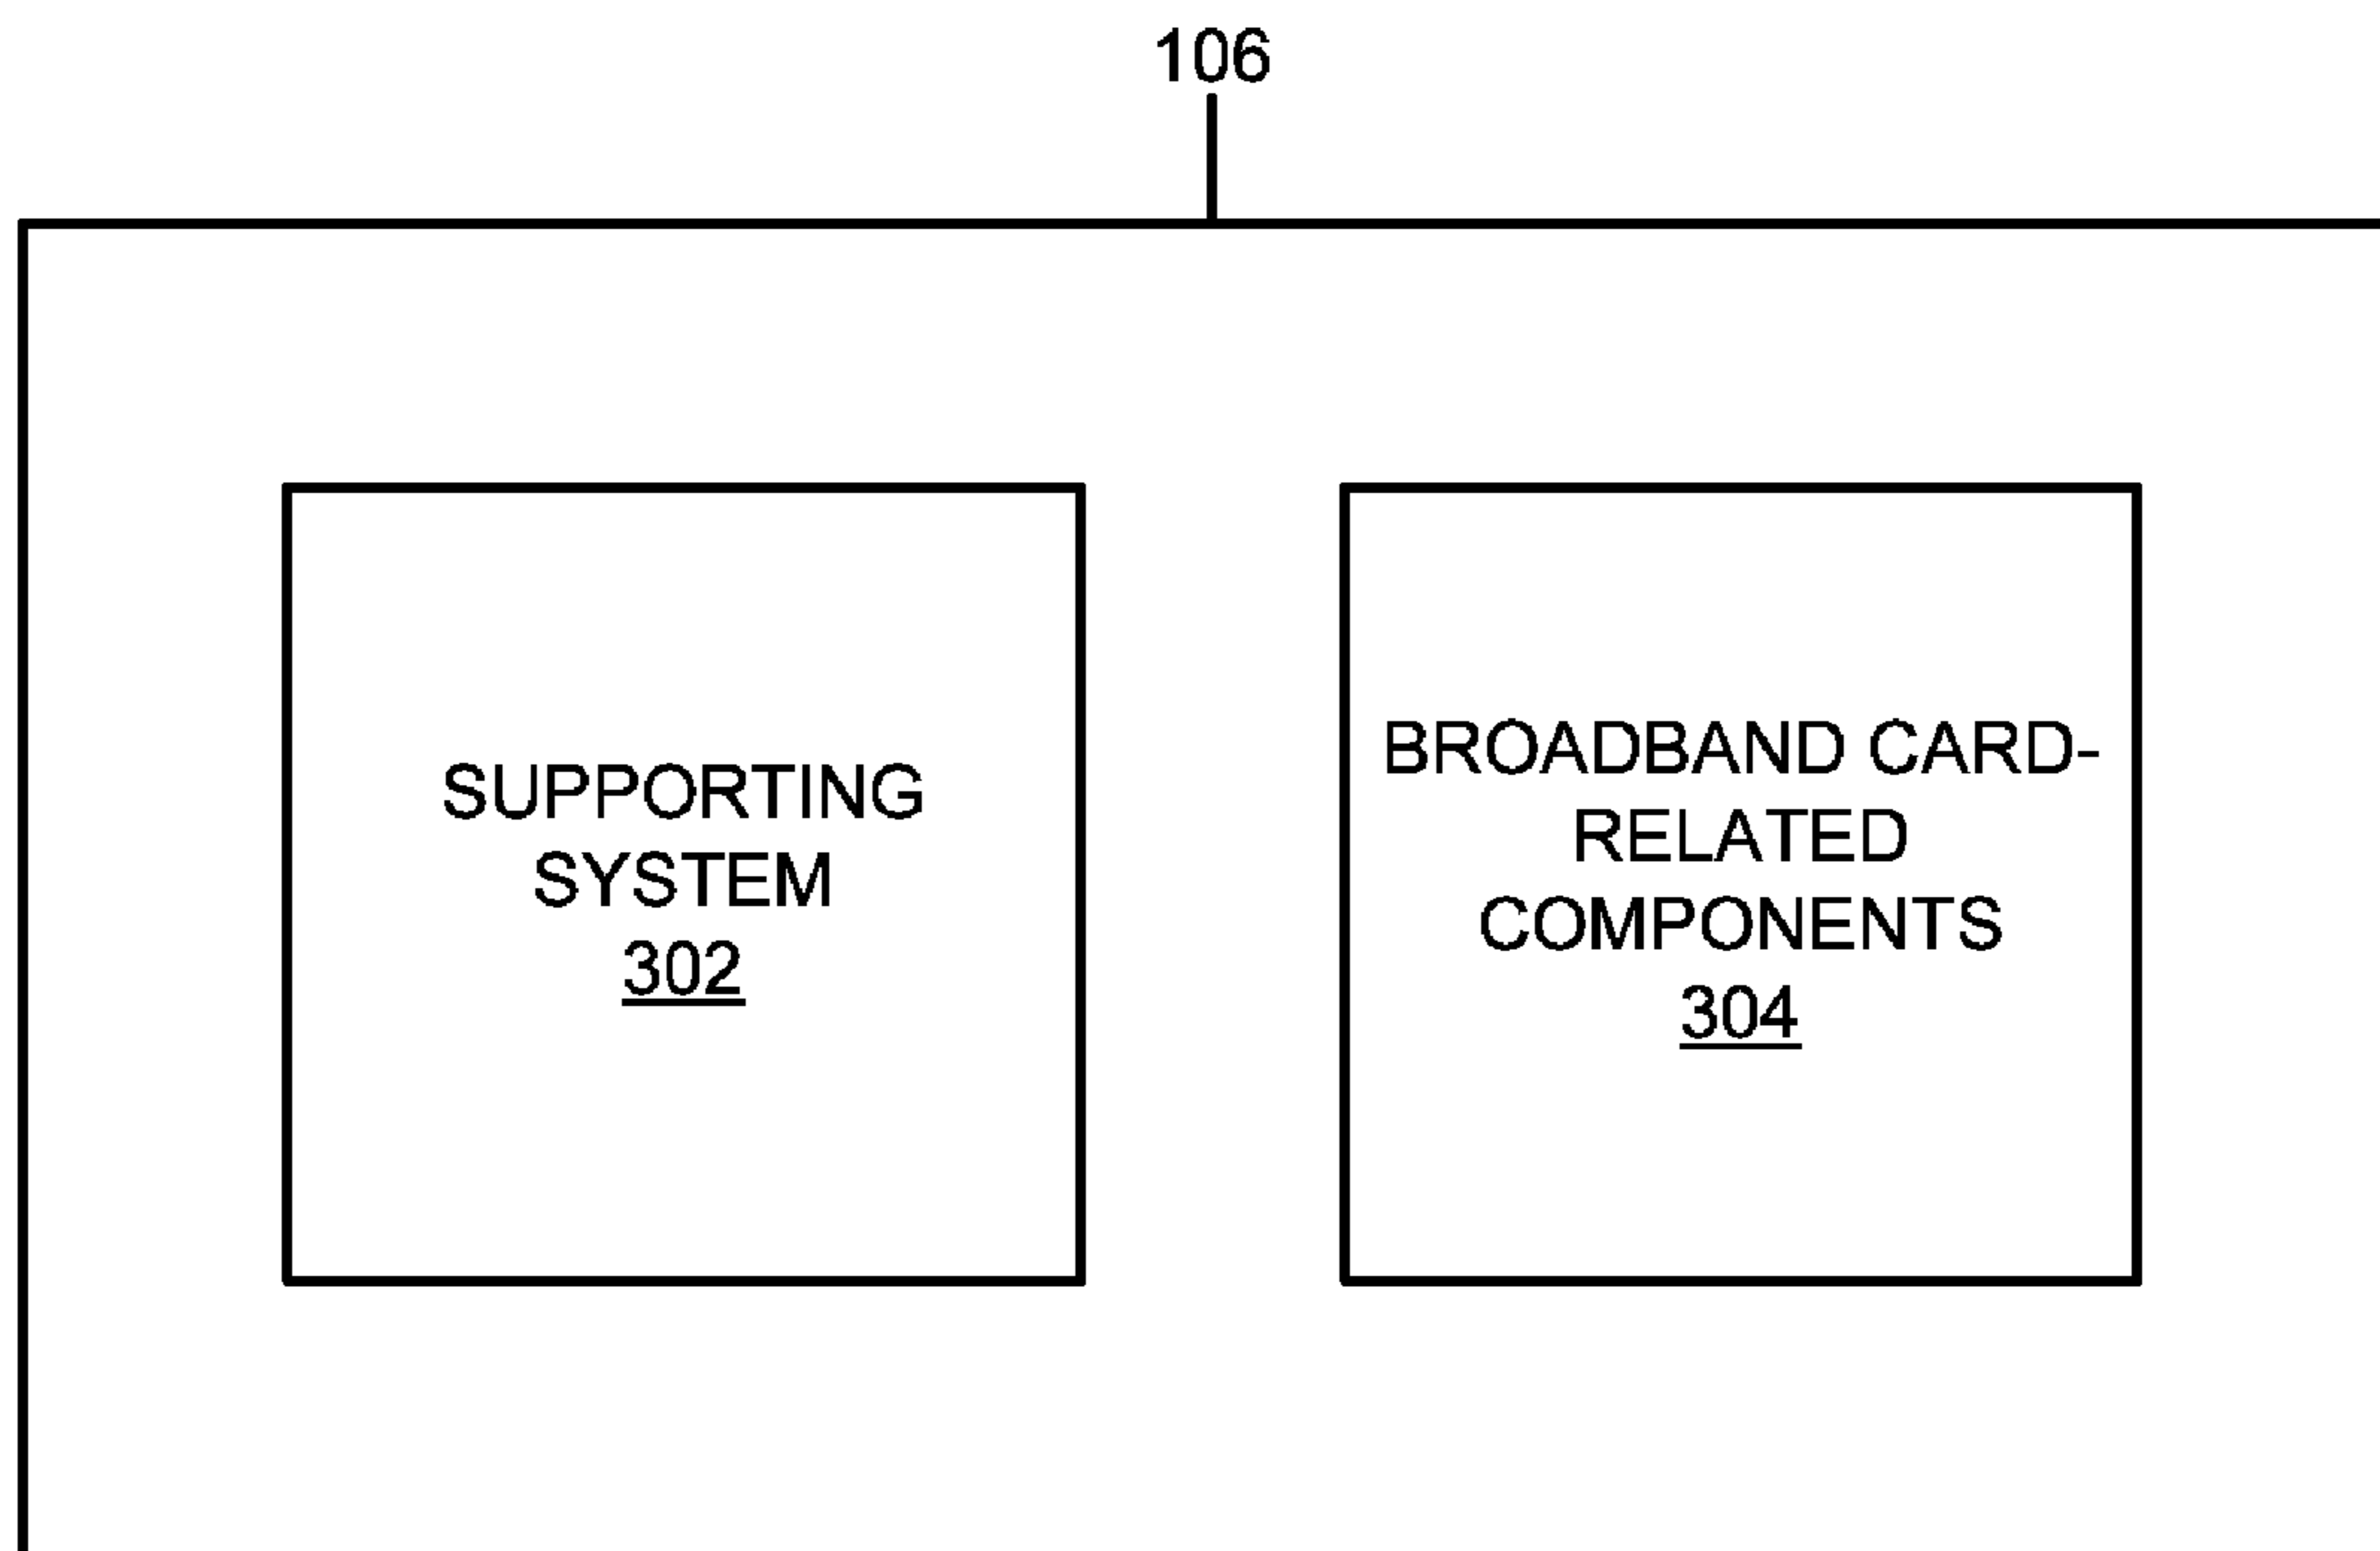 106
SUPPORTING
SYSTEM
302
BROADBAND CARD-
RELATED
COMPONENTS
304